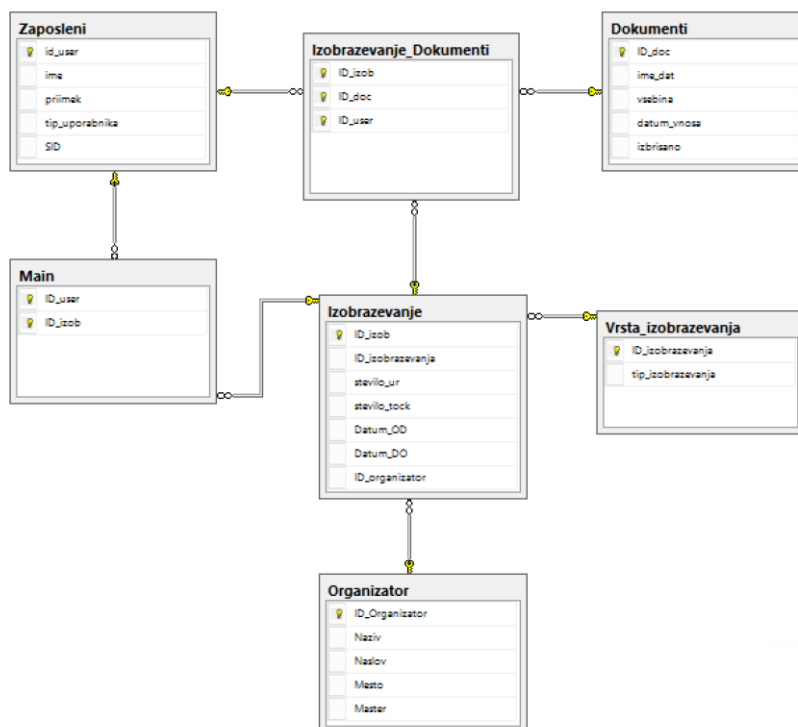 Zaposleni
id_user
ime
priimek
tip_uporabnika
SID
Izobrazevanje_Dokumenti
ID_izob
ID_doc
ID_user
Dokumenti
ID_doc
ime_dat
vsebina
datum_vnosa
izbrisano
Main
ID_user
ID_izob
Izobrazevanje
ID_izob
ID_izobrazevanja
stevilo_ur
stevilo_tock
Datum_OD
Datum_DO
ID_organizator
Vrsta_izobrazevanja
ID_izobrazevanja
tip_izobrazevanja
Organizator
ID_Organizator
Naziv
Naslov
Mesto
Master